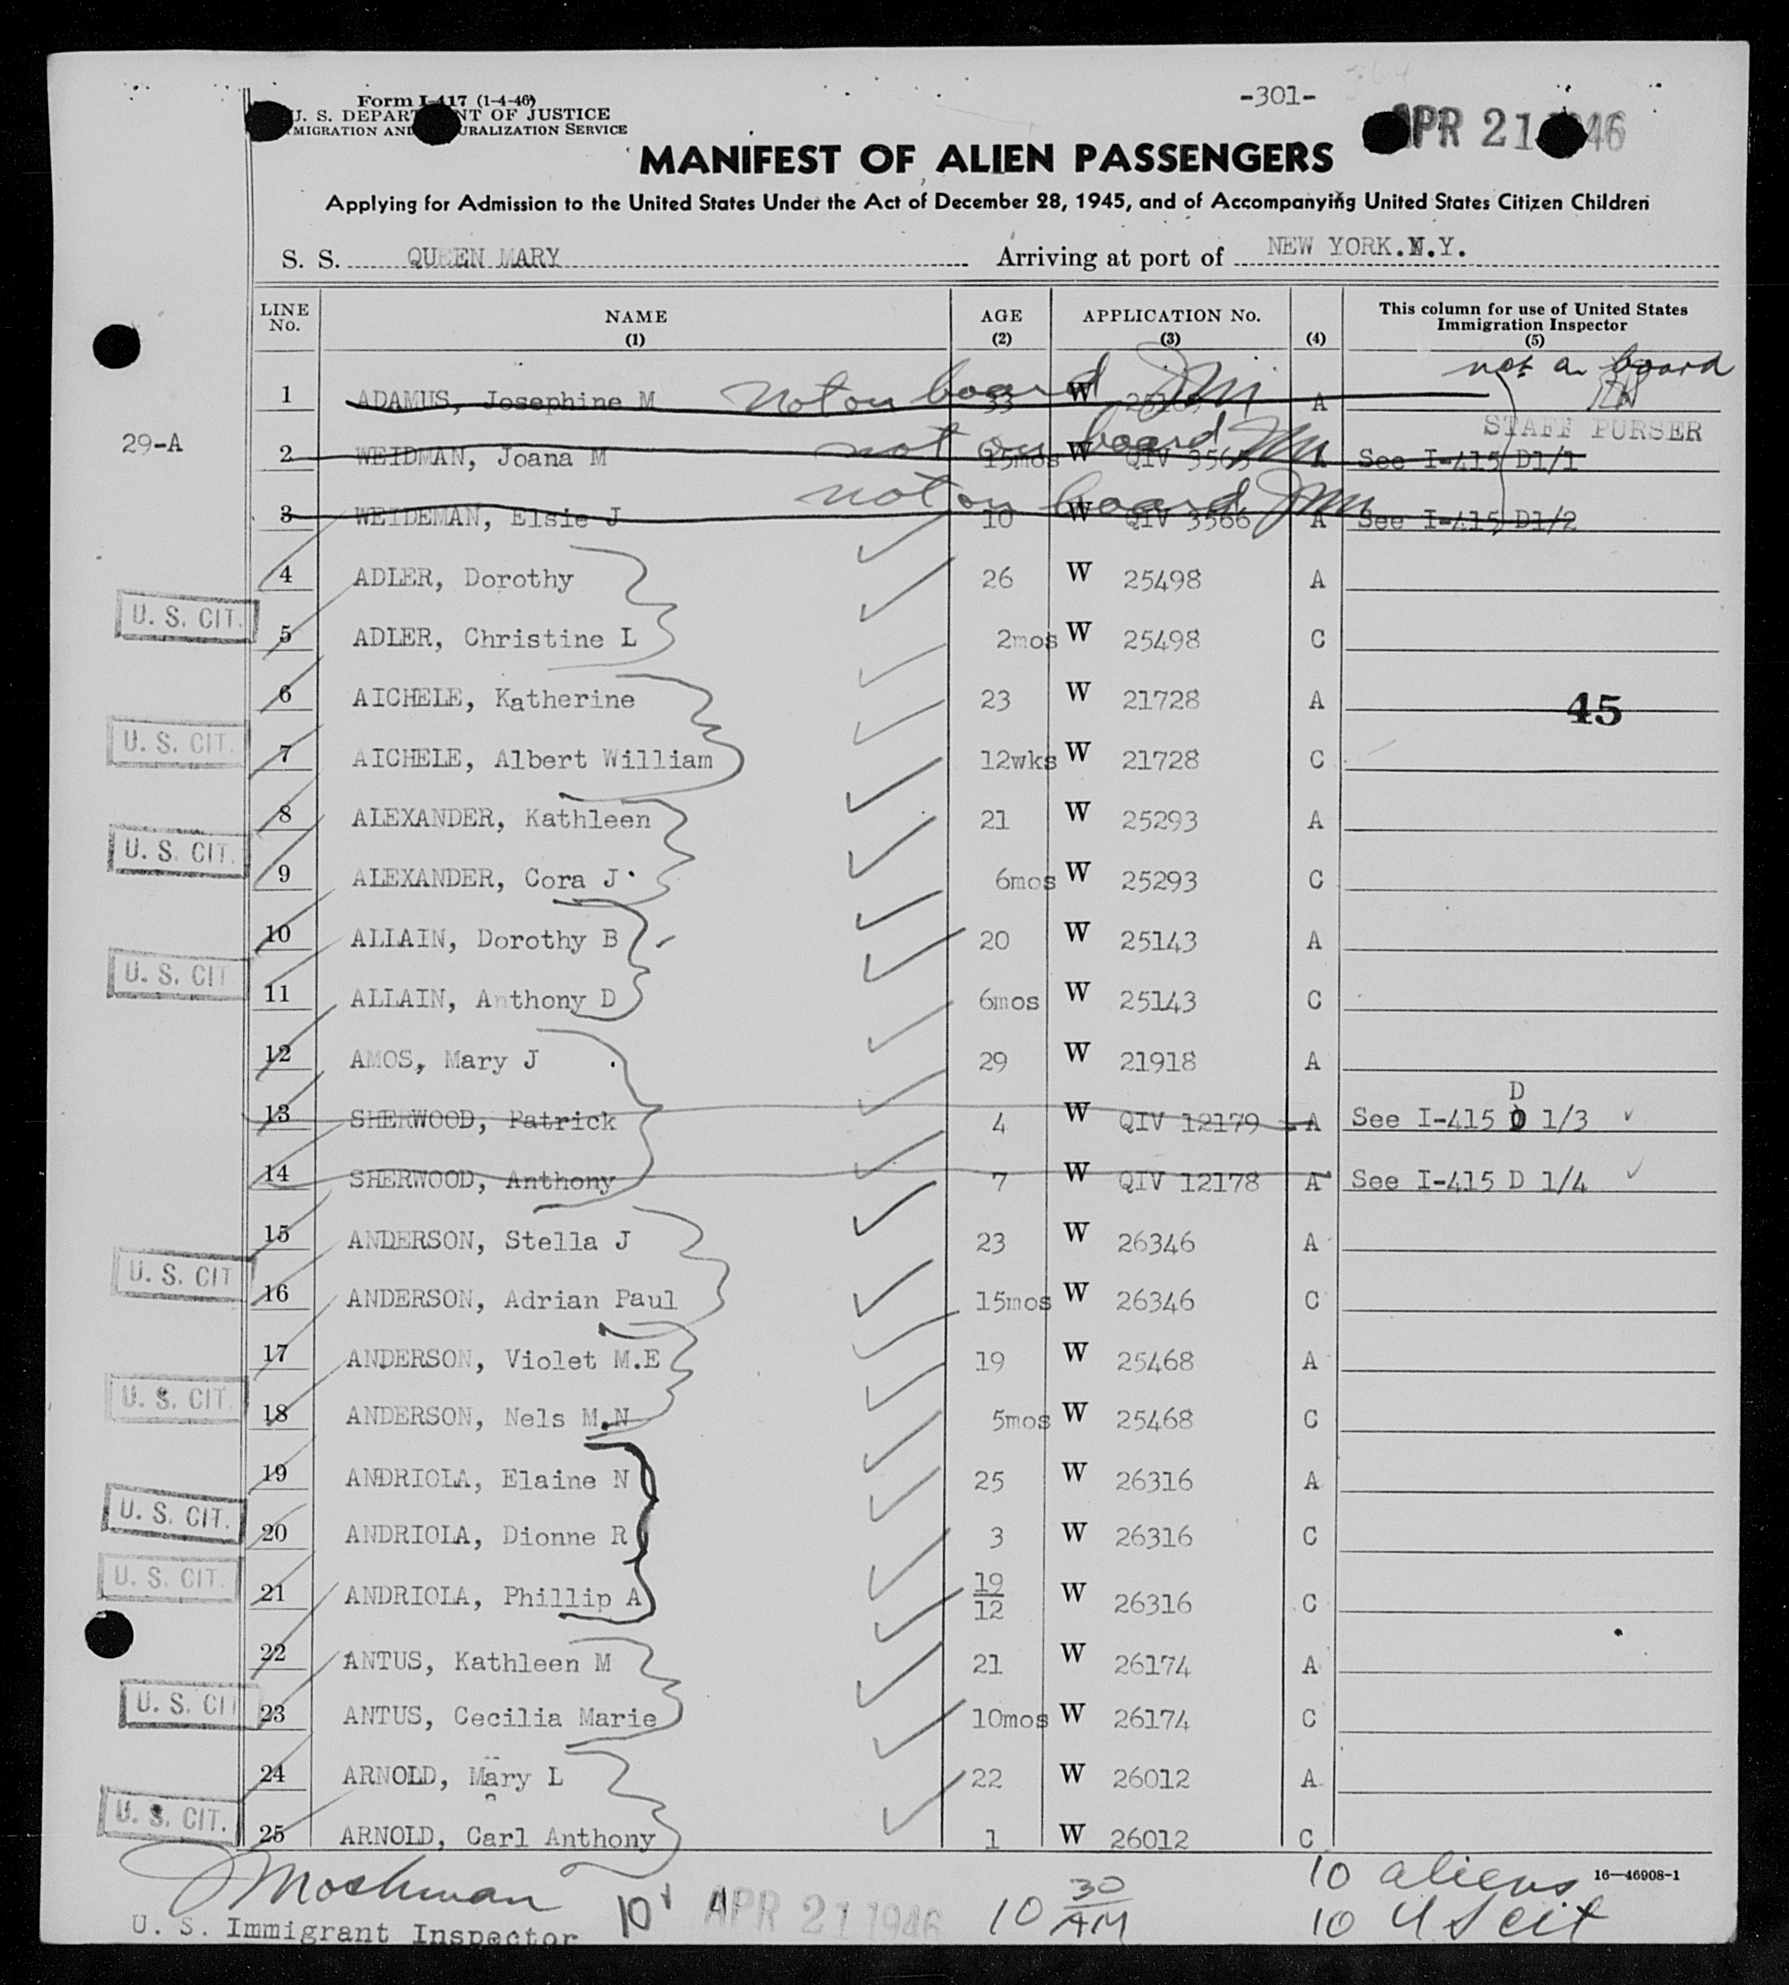 -301-
Form I-417 (1-4-46)
U. S. DEPARTMENT OF JUSTICE
IMMIGRATION AND NATURALIZATION SERVICE
APR 21 1946
MANIFEST OF ALIEN PASSENGERS
Applying for Admission to the United States Under the Act of December 28, 1945, and of Accompanying United States Citizen Children
S. S. QUEEN MARY Arriving at port of NEW YORK.N.Y.
LINE No. NAME (1) AGE (2) APPLICATION No. (3) (4) This column for use of United States Immigration Inspector (5)
not on board
1 ADAMUS, Josephine M not on board 33 W A
STAFF PURSER
29-A
2 WEIDMAN, Joana M not on board 15mos W QIV 3565 A See I-415 D1/1
3 WEIDEMAN, Elsie J not on board 10 W QIV 3566 A See I-415 D1/2
4 ADLER, Dorothy 26 W 25498 A
U. S. CIT. 5 ADLER, Christine L 2mos W 25498 C
6 AICHELE, Katherine 23 W 21728 A 45
U. S. CIT. 7 AICHELE, Albert William 12wks W 21728 C
8 ALEXANDER, Kathleen 21 W 25293 A
U. S. CIT. 9 ALEXANDER, Cora J 6mos W 25293 C
10 ALLAIN, Dorothy B 20 W 25143 A
U. S. CIT 11 ALLAIN, Anthony D 6mos W 25143 C
12 AMOS, Mary J 29 W 21918 A
13 SHERWOOD, Patrick 4 W QIV 12179 A See I-415 D 1/3
14 SHERWOOD, Anthony 7 W QIV 12178 A See I-415 D 1/4
15 ANDERSON, Stella J 23 W 26346 A
U. S. CIT 16 ANDERSON, Adrian Paul 15mos W 26346 C
17 ANDERSON, Violet M.E 19 W 25468 A
U. S. CIT. 18 ANDERSON, Nels M.N 5mos W 25468 C
19 ANDRIOLA, Elaine N 25 W 26316 A
U. S. CIT. 20 ANDRIOLA, Dionne R 3 W 26316 C
U. S. CIT. 21 ANDRIOLA, Phillip A 19/12 W 26316 C
22 ANTUS, Kathleen M 21 W 26174 A
U. S. CIT 23 ANTUS, Cecilia Marie 10mos W 26174 C
24 ARNOLD, Mary L 22 W 26012 A
U. S. CIT. 25 ARNOLD, Carl Anthony 1 W 26012 C
16—46908-1
10 aliens
Moshman APR 21 1946 10 30 AM
10 U S cit
U. S. Immigrant Inspector